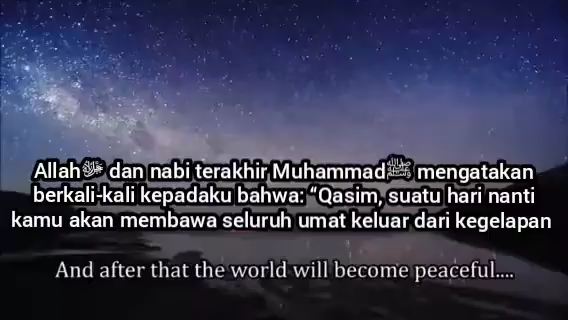 Allahﷻ dan nabi terakhir Muhammadﷺ mengatakan
berkali-kali kepadaku bahwa: “Qasim, suatu hari nanti
kamu akan membawa seluruh umat keluar dari kegelapan
And after that the world will become peaceful....